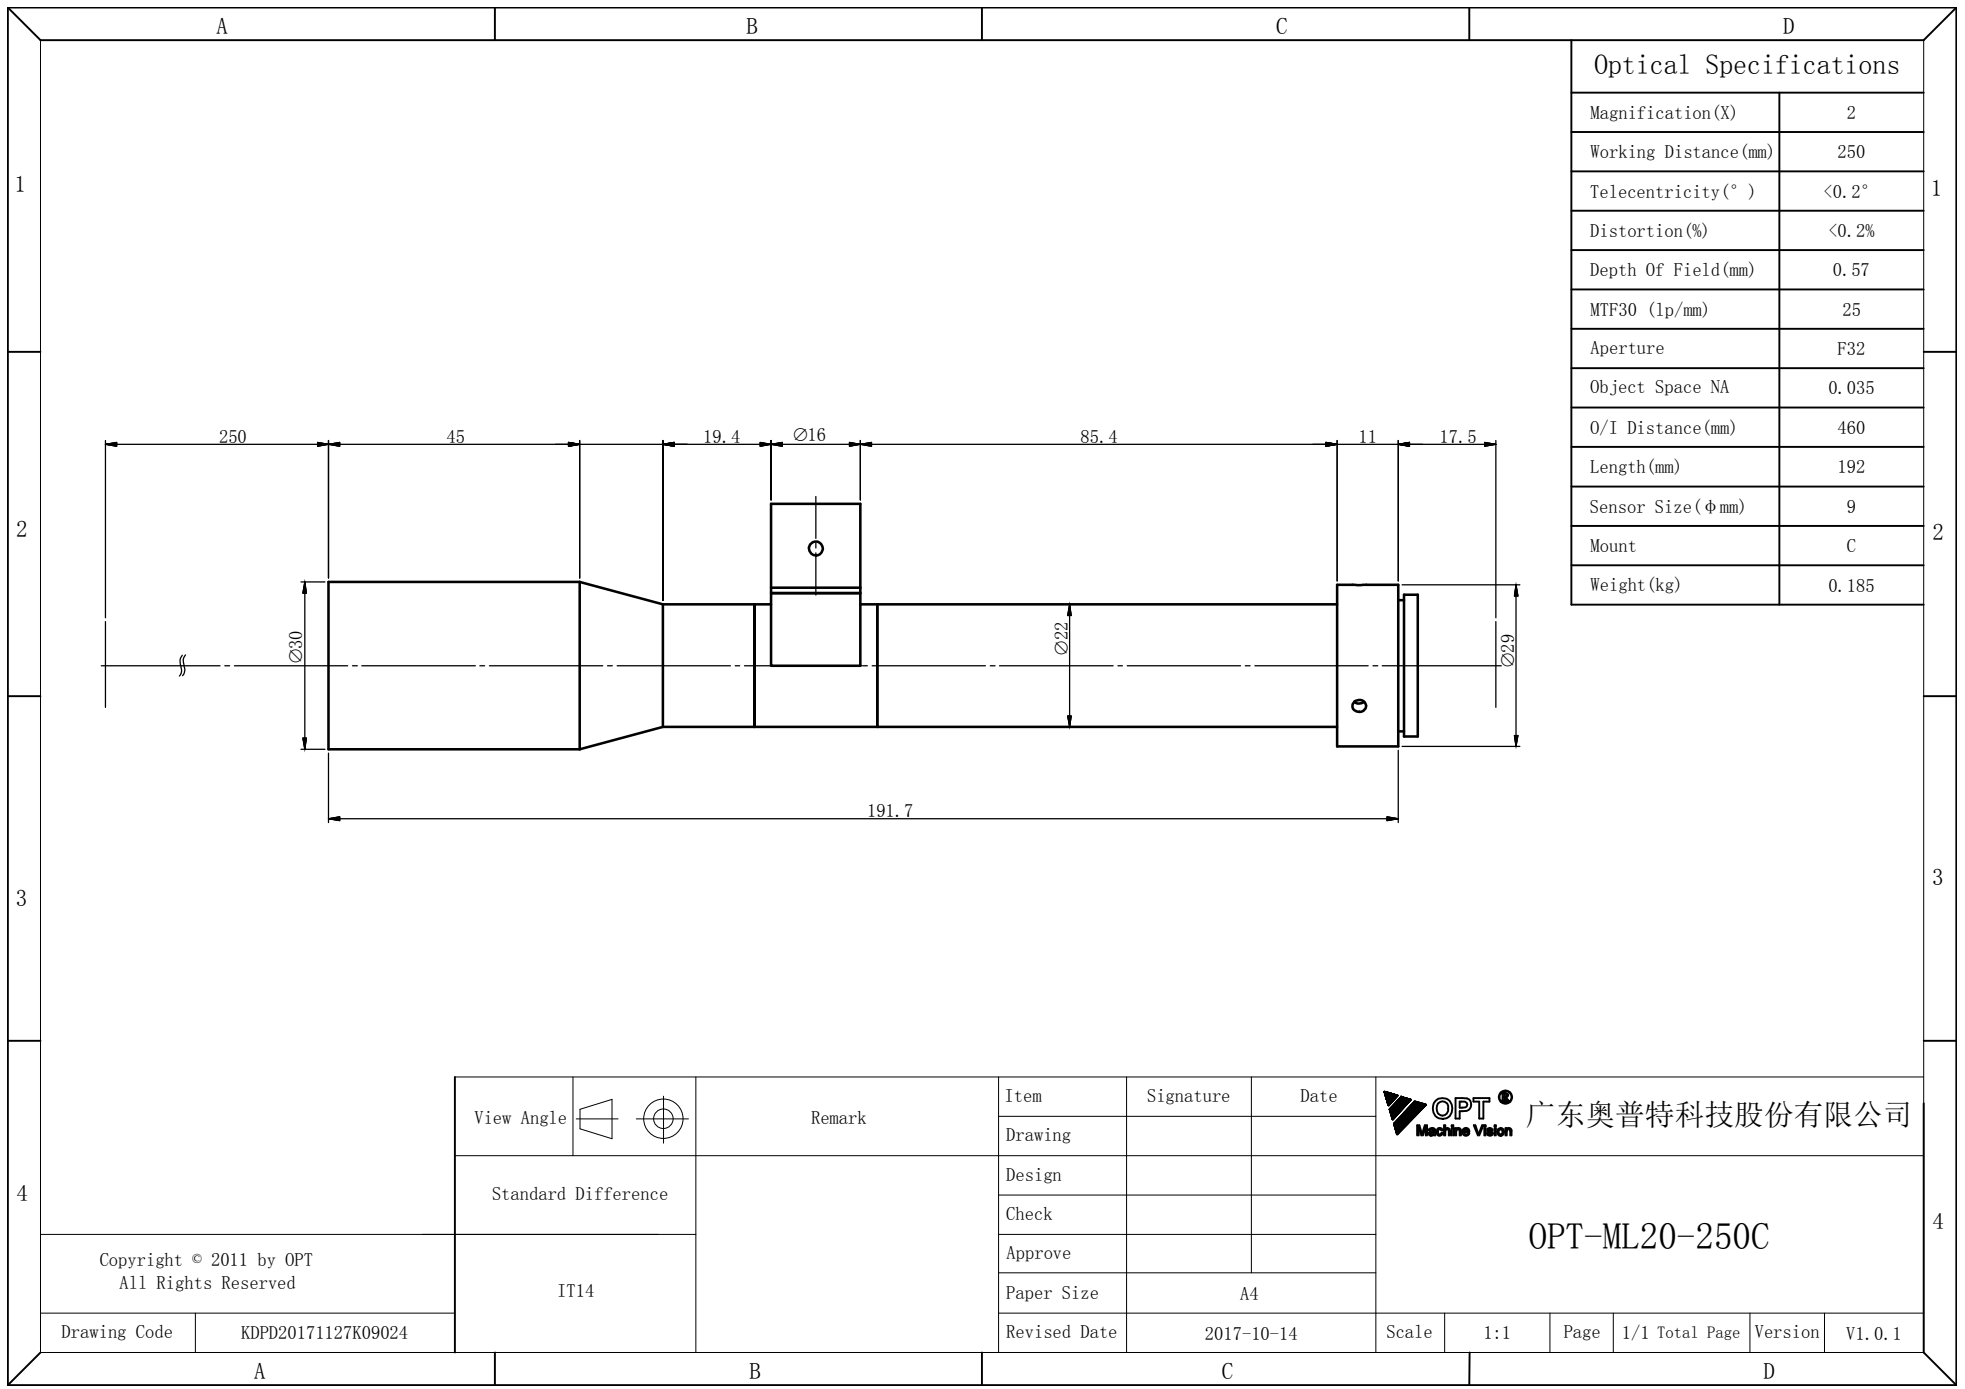 A B C D
Optical Specifications
Magnification(X) 2
Working Distance(mm) 250
Telecentricity(°) <0.2°
Distortion(%) <0.2%
Depth Of Field(mm) 0.57
MTF30 (lp/mm) 25
Aperture F32
Object Space NA 0.035
O/I Distance(mm) 460
Length(mm) 192
Sensor Size(ϕmm) 9
Mount C
Weight(kg) 0.185
1 1
250 45 19.4 ∅16 85.4 11 17.5
2 2
∅30 ∅22 ∅29
191.7
3 3
View Angle
Remark
Standard Difference
IT14
Item Signature Date
Drawing
Design
Check
Approve
Paper Size A4
Revised Date 2017-10-14
OPT ®
Machine Vision
广东奥普特科技股份有限公司
OPT-ML20-250C
Scale 1:1 Page 1/1 Total Page Version V1.0.1
4 4
Copyright © 2011 by OPT
All Rights Reserved
Drawing Code KDPD20171127K09024
A B C D